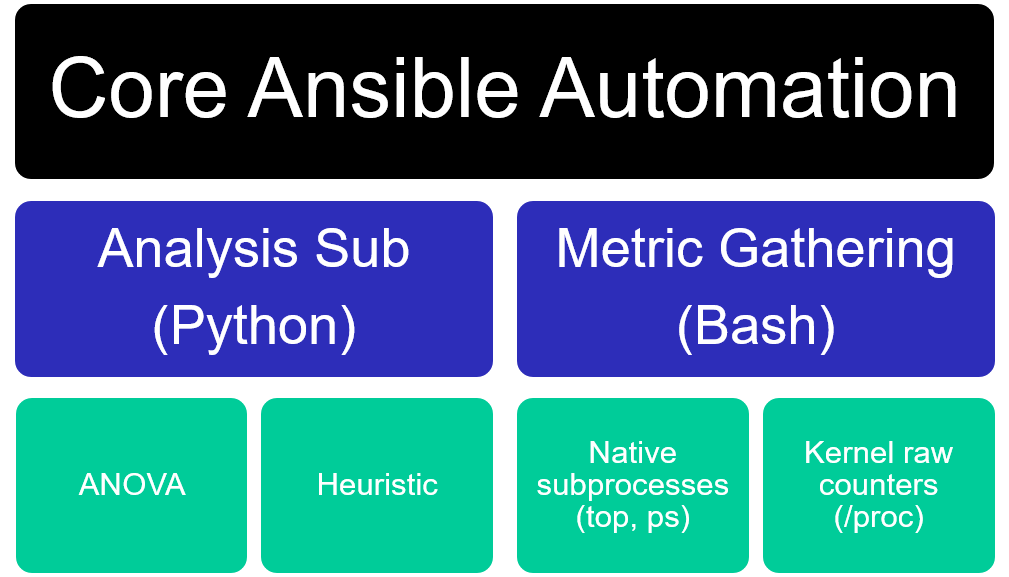 Core Ansible Automation
Analysis Sub
(Python)
Metric Gathering
(Bash)
ANOVA
Heuristic
Native
subprocesses
(top, ps)
Kernel raw
counters
(/proc)